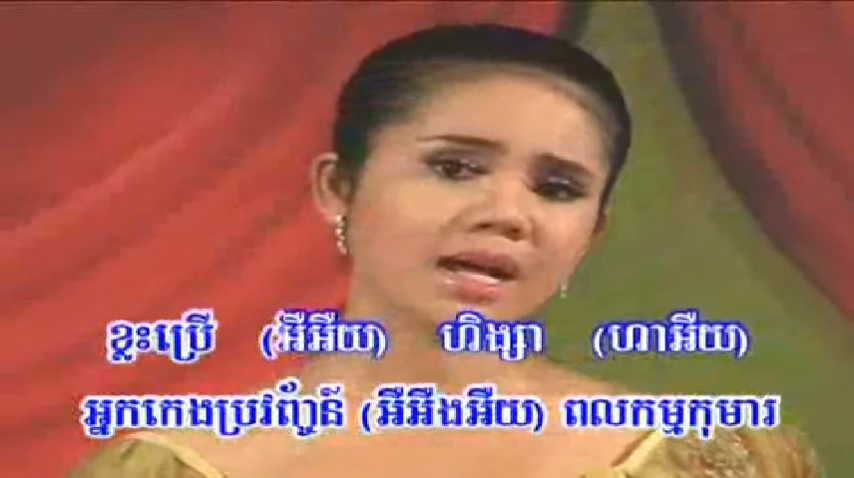 ខ្លះប្រើ (អឺអឺយ) ហិង្សា (ហាអឺយ)
អ្នកកេងប្រវ័ញ្ចន៍ (អឺអឺងអឺយ) ពលកម្មកុមារ